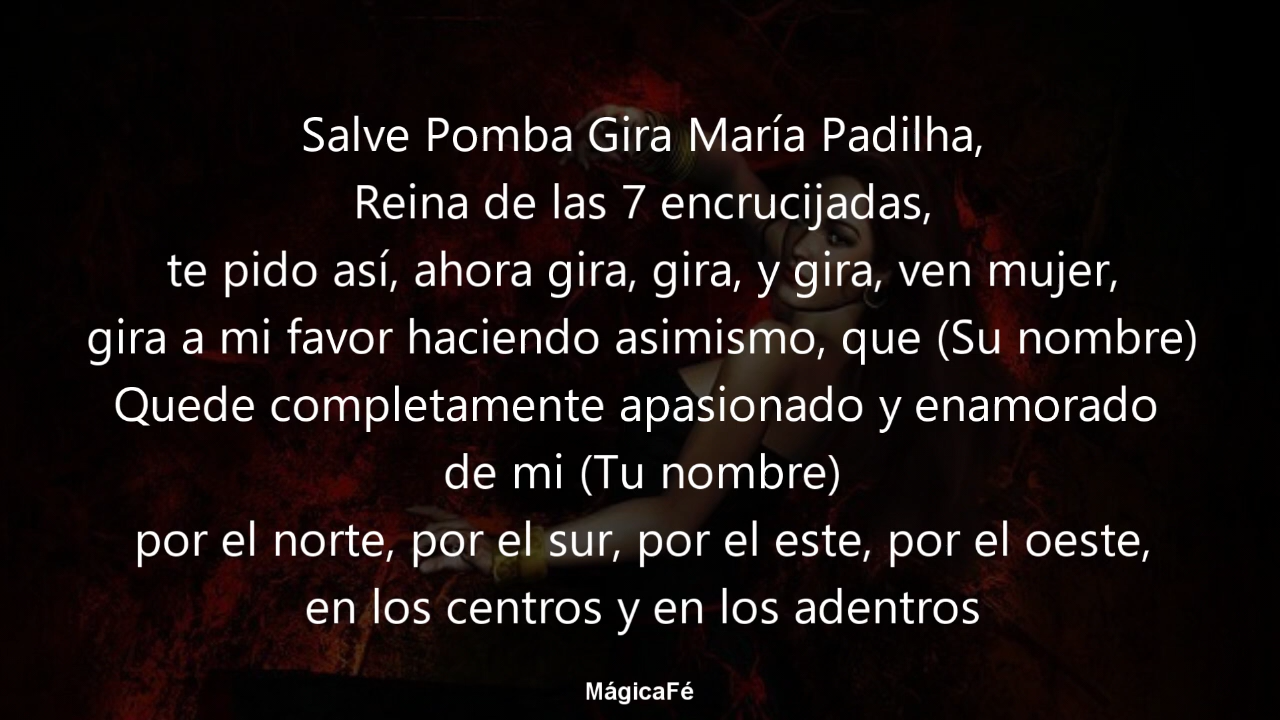 Salve Pomba Gira María Padilha,
Reina de las 7 encrucijadas,
te pido así, ahora gira, gira, y gira, ven mujer,
gira a mi favor haciendo asimismo, que (Su nombre)
Quede completamente apasionado y enamorado
de mi (Tu nombre)
por el norte, por el sur, por el este, por el oeste,
en los centros y en los adentros
MágicaFé